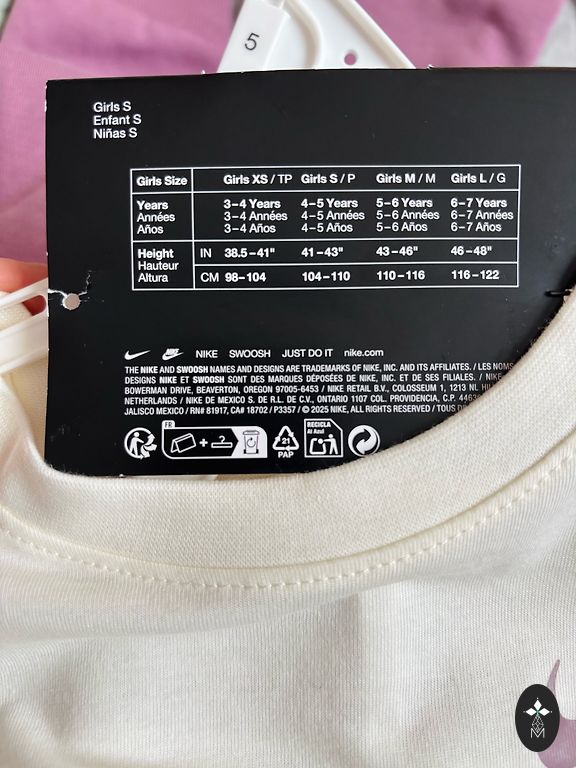 5
Girls S
Enfant S
Niñas S
Girls Size Girls XS / TP Girls S / P Girls M / M Girls L / G
Years 3–4 Years 4–5 Years 5–6 Years 6–7 Years
Années 3–4 Années 4–5 Années 5–6 Années 6–7 Années
Años 3–4 Años 4–5 Años 5–6 Años 6–7 Años
Height IN 38.5–41" 41–43" 43–46" 46–48"
Hauteur
Altura CM 98–104 104–110 110–116 116–122
NIKE SWOOSH JUST DO IT nike.com
THE NIKE AND SWOOSH NAMES AND DESIGNS ARE TRADEMARKS OF NIKE, INC. AND ITS AFFILIATES. / LES NOMS
DESIGNS NIKE ET SWOOSH SONT DES MARQUES DÉPOSÉES DE NIKE, INC. ET DE SES FILIALES. / NIKE
BOWERMAN DRIVE, BEAVERTON, OREGON 97005-6453 / NIKE RETAIL B.V., COLOSSEUM 1, 1213 NL
NETHERLANDS / NIKE DE MEXICO S. DE R.L. DE C.V., ONTARIO 1107 COL. PROVIDENCIA, C.P.
JALISCO MEXICO / RN# 81917, CA# 18702 / P3357 / © 2025 NIKE, ALL RIGHTS RESERVED /
FR
21
PAP
RECICLA
Al Azul
M